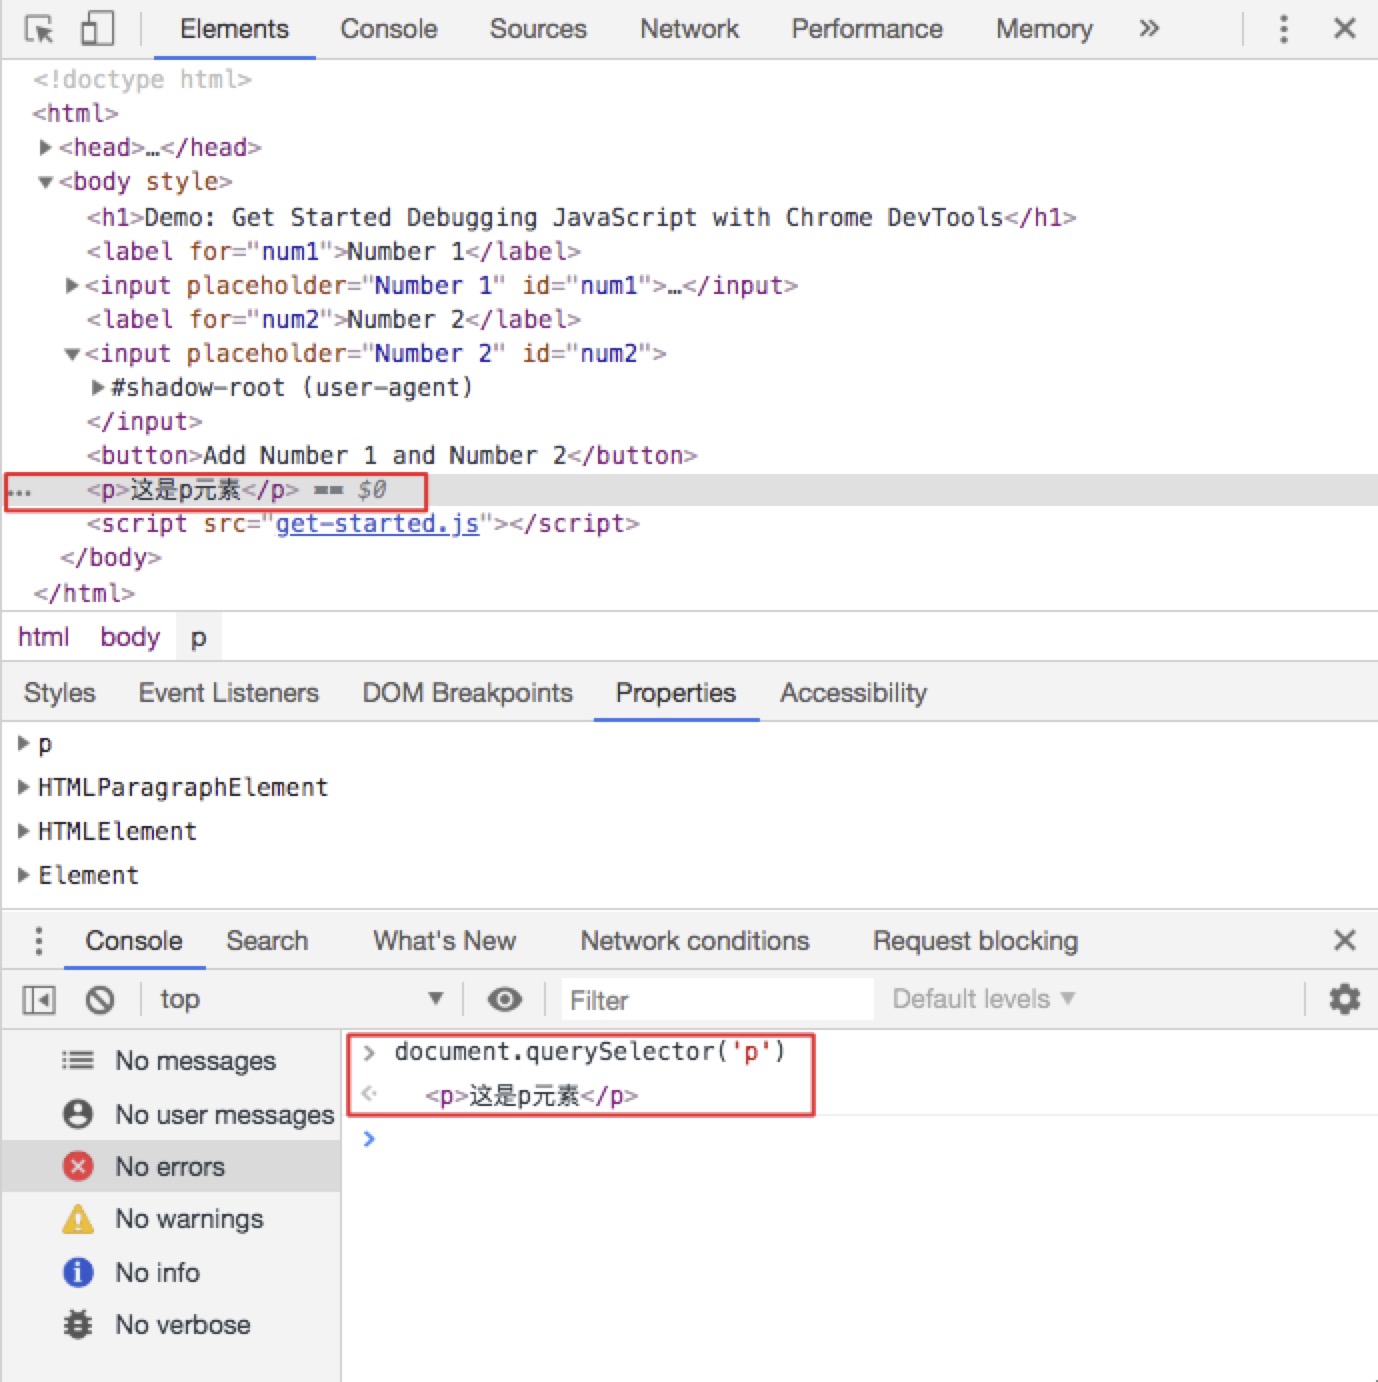 Elements Console Sources Network Performance Memory »
<!doctype html>
<html>
<head>…</head>
<body style>
<h1>Demo: Get Started Debugging JavaScript with Chrome DevTools</h1>
<label for="num1">Number 1</label>
<input placeholder="Number 1" id="num1">…</input>
<label for="num2">Number 2</label>
<input placeholder="Number 2" id="num2">
#shadow-root (user-agent)
</input>
<button>Add Number 1 and Number 2</button>
… <p>这是p元素</p> == $0
<script src="get-started.js"></script>
</body>
</html>
html body p
Styles Event Listeners DOM Breakpoints Properties Accessibility
p
HTMLParagraphElement
HTMLElement
Element
Console Search What's New Network conditions Request blocking
top Filter Default levels
No messages
No user messages
No errors
No warnings
No info
No verbose
> document.querySelector('p')
<p>这是p元素</p>
>